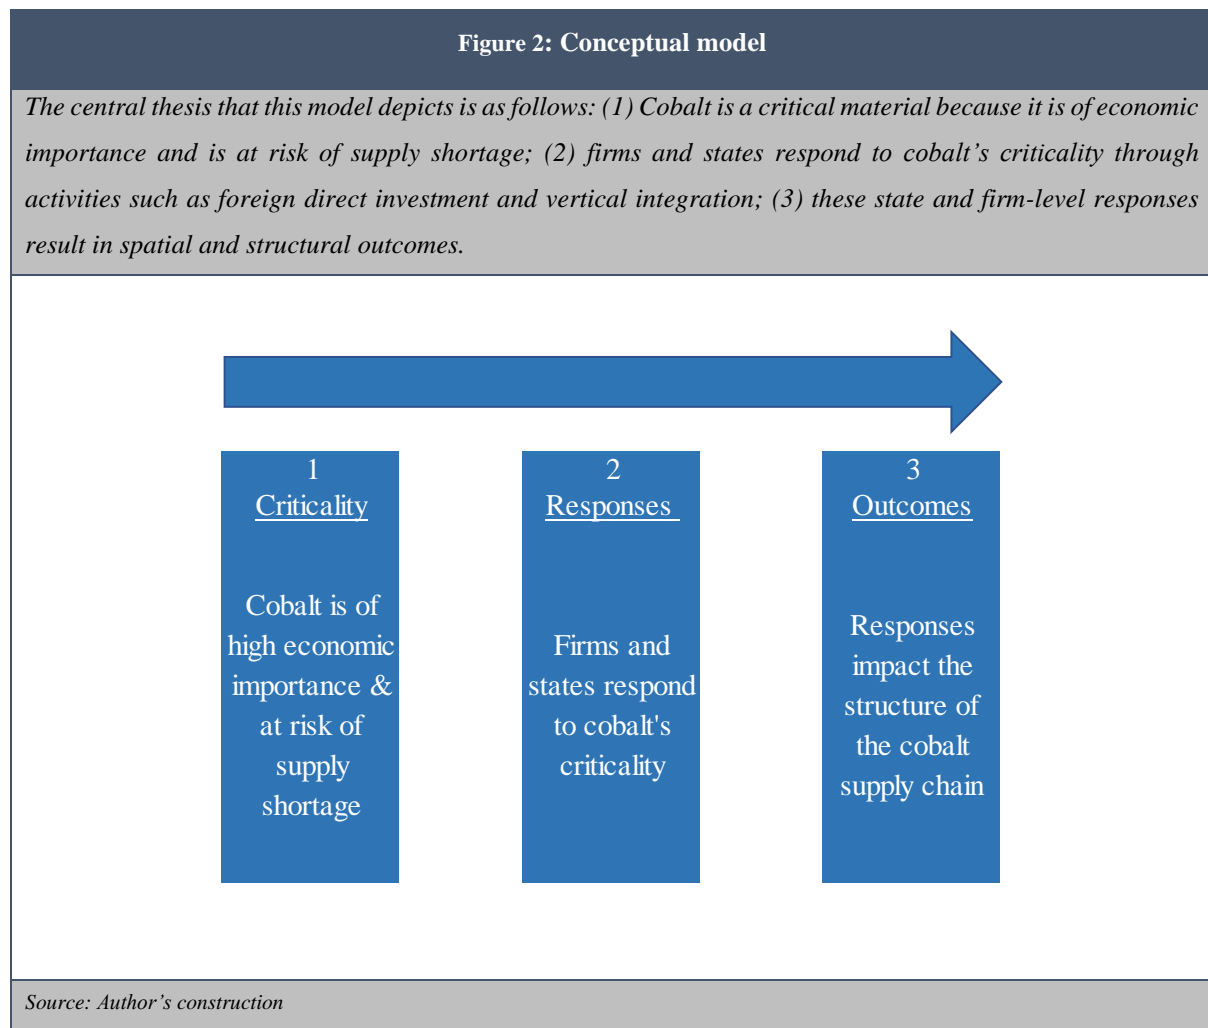 Figure 2: Conceptual model
The central thesis that this model depicts is as follows: (1) Cobalt is a critical material because it is of economic
importance and is at risk of supply shortage; (2) firms and states respond to cobalt’s criticality through
activities such as foreign direct investment and vertical integration; (3) these state and firm-level responses
result in spatial and structural outcomes.
1
Criticality
Cobalt is of
high economic
importance &
at risk of
supply
shortage
2
Responses
Firms and
states respond
to cobalt's
criticality
3
Outcomes
Responses
impact the
structure of
the cobalt
supply chain
Source: Author’s construction